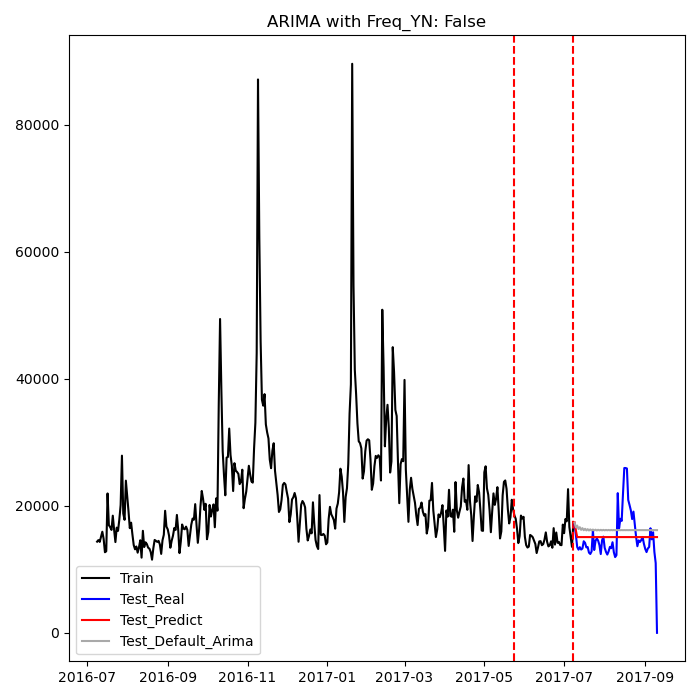 ARIMA with Freq_YN: False
80000
60000
40000
20000
0
Train
Test_Real
Test_Predict
Test_Default_Arima
2016-07 2016-09 2016-11 2017-01 2017-03 2017-05 2017-07 2017-09